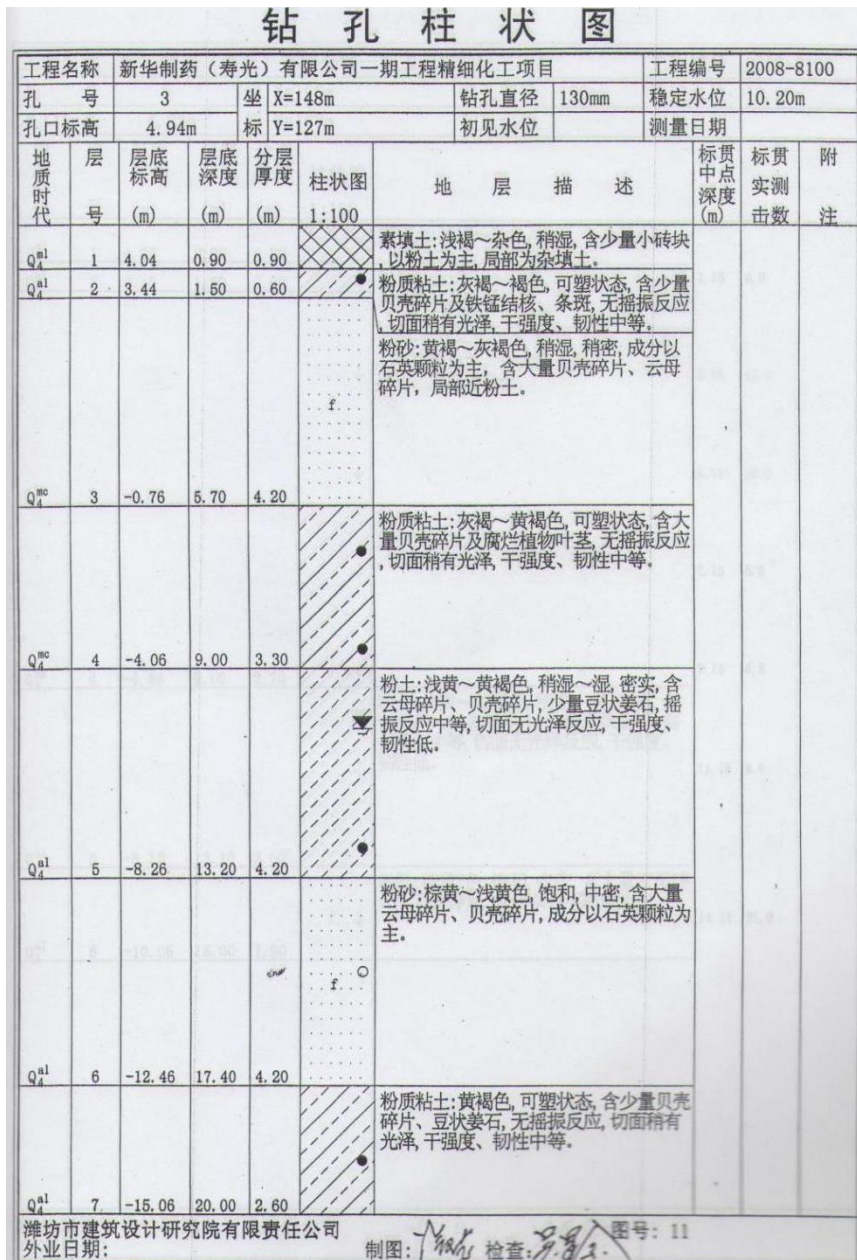 钻孔柱状图
工程名称 新华制药（寿光）有限公司一期工程精细化工项目 工程编号 2008-8100
孔号 3 坐标 X=148m 钻孔直径 130mm 稳定水位 10.20m
孔口标高 4.94m Y=127m 初见水位 测量日期
地质时代 层号 层底标高(m) 层底深度(m) 分层厚度(m) 柱状图 1:100 地层描述 标贯中点深度(m) 标贯实测击数 附注
素填土:浅褐～杂色,稍湿,含少量小砖块
,以粉土为主,局部为杂填土。
Q4ml 1 4.04 0.90 0.90
粉质粘土:灰褐～褐色,可塑状态,含少量
贝壳碎片及铁锰结核、条斑,无摇振反应
,切面稍有光泽,干强度、韧性中等。
Q4al 2 3.44 1.50 0.60
粉砂:黄褐～灰褐色,稍湿,稍密,成分以
石英颗粒为主，含大量贝壳碎片、云母
碎片，局部近粉土。
f
Q4mc 3 -0.76 5.70 4.20
粉质粘土:灰褐～黄褐色,可塑状态,含大
量贝壳碎片及腐烂植物叶茎,无摇振反应
,切面稍有光泽,干强度、韧性中等。
Q4mc 4 -4.06 9.00 3.30
粉土:浅黄～黄褐色,稍湿～湿,密实,含
云母碎片、贝壳碎片,少量豆状姜石,摇
振反应中等,切面无光泽反应,干强度、
韧性低。
Q4al 5 -8.26 13.20 4.20
粉砂:棕黄～浅黄色,饱和,中密,含大量
云母碎片、贝壳碎片,成分以石英颗粒为
主。
f
Q4al 6 -12.46 17.40 4.20
粉质粘土:黄褐色,可塑状态,含少量贝壳
碎片、豆状姜石,无摇振反应,切面稍有
光泽,干强度、韧性中等。
Q4al 7 -15.06 20.00 2.60
潍坊市建筑设计研究院有限责任公司
外业日期: 制图: 检查: 图号: 11